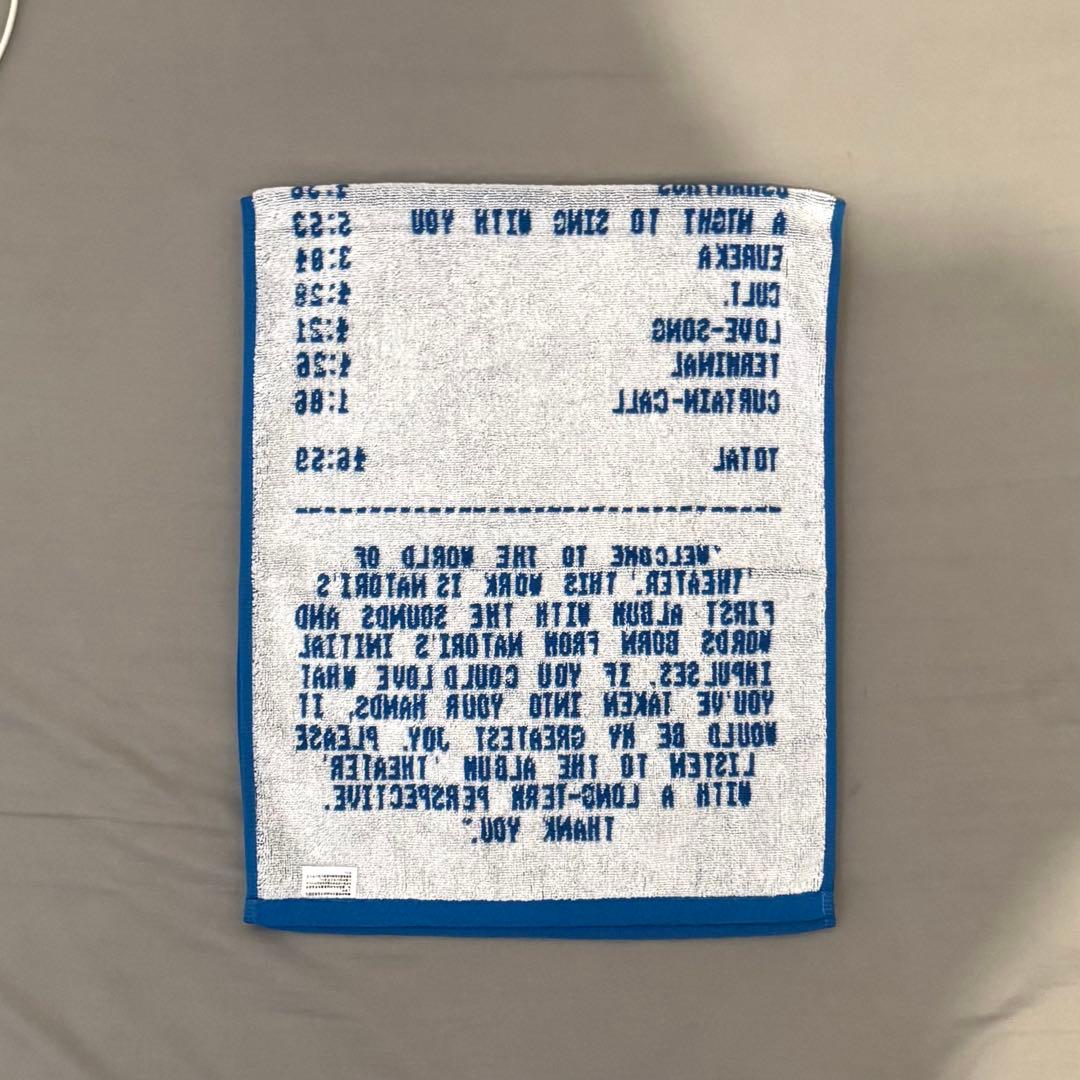 A NIGHT TO SING WITH YOU 2:53
EUREKA 3:04
CULT. 4:28
LOVE-SONG 4:21
TERMINAL 4:26
CURTAIN-CALL 1:06
TOTAL 46:59
"WELCOME TO THE WORLD OF
'THEATER'. THIS WORK IS NATORI'S
FIRST ALBUM WITH THE SOUNDS AND
WORDS BORN FROM NATORI'S INITIAL
IMPULSES. IF YOU COULD LOVE WHAT
YOU'VE TAKEN INTO YOUR HANDS, IT
WOULD BE MY GREATEST JOY. PLEASE
LISTEN TO THE ALBUM 'THEATER'
WITH A LONG-TERM PERSPECTIVE.
THANK YOU."